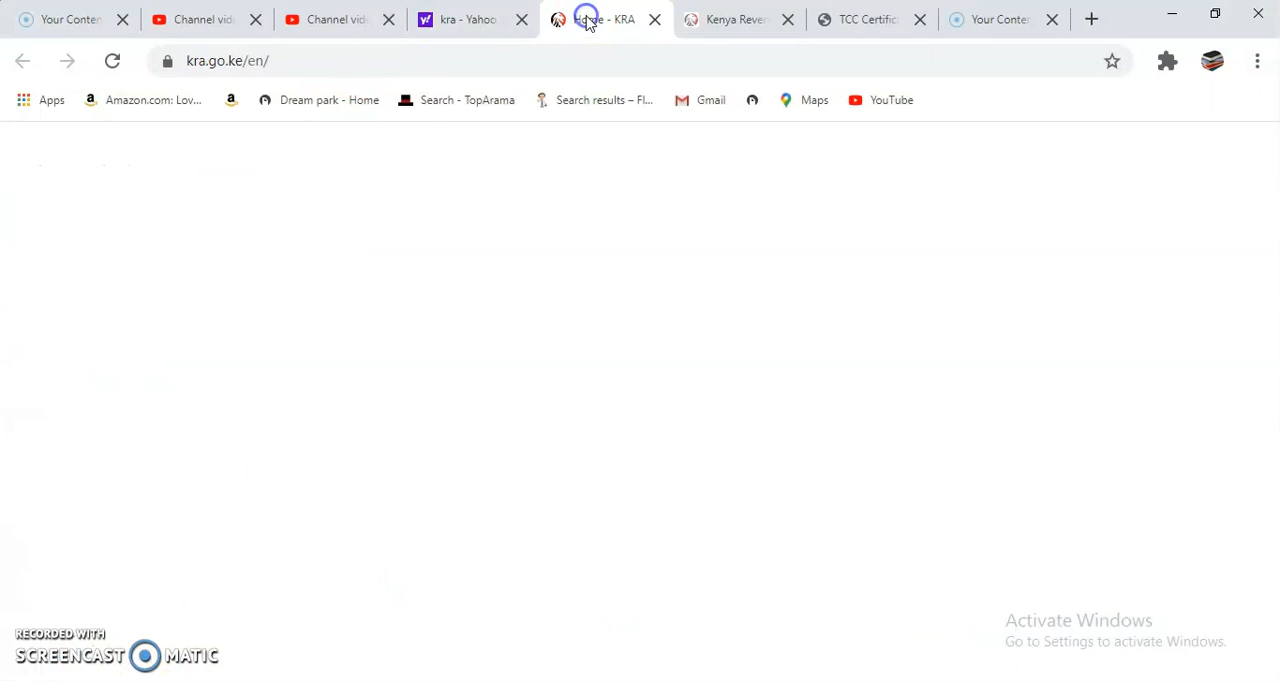 Your Conten
Channel vid
Channel vid
kra - Yahoo
Home - KRA
Kenya Rever
TCC Certific
Your Conter
kra.go.ke/en/
Apps
Amazon.com: Lov...
Dream park - Home
Search - TopArama
Search results – Fl...
Gmail
Maps
YouTube
Activate Windows
Go to Settings to activate Windows.
RECORDED WITH
SCREENCAST MATIC